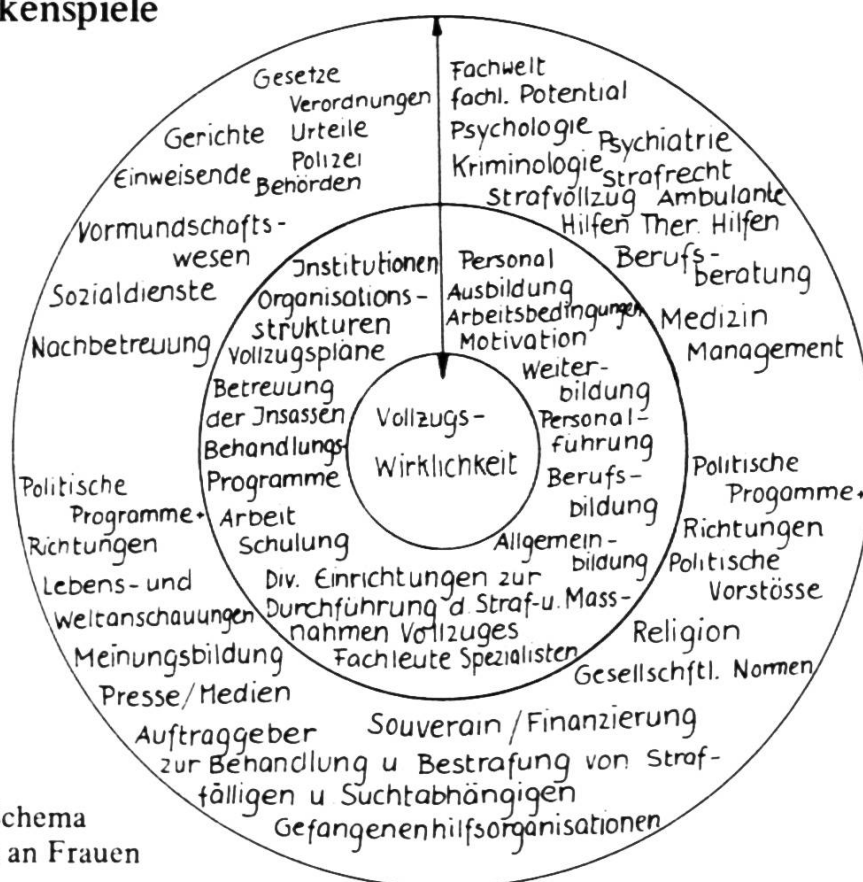 kenspiele
Gesetze
Verordnungen
Gerichte Urteile
Polizei
Einweisende Behörden
Vormundschafts-
wesen
Sozialdienste
Nachbetreuung
Fachwelt
fachl. Potential
Psychologie Psychiatrie
Kriminologie Strafrecht
Strafvollzug Ambulante
Hilfen Ther. Hilfen
Berufs-
beratung
Medizin
Management
Institutionen
Organisations-
strukturen
Vollzugspläne
Betreuung
der Insassen
Behandlungs-
Programme
Arbeit
Schulung
Personal
Ausbildung
Arbeitsbedingungen
Motivation
Weiter-
bildung
Personal-
führung
Berufs-
bildung
Allgemein-
bildung
Vollzugs-
Wirklichkeit
Div. Einrichtungen zur
Durchführung d. Straf-u. Mass-
nahmen Vollzuges
Fachleute Spezialisten
Politische
Programme+
Richtungen
Lebens- und
Weltanschauungen
Meinungsbildung
Presse/Medien
Politische
Progamme+
Richtungen
Politische
Vorstösse
Religion
Gesellschftl. Normen
Auftraggeber Souverain/Finanzierung
zur Behandlung u Bestrafung von Straf-
fälligen u Suchtabhängigen
Gefangenenhilfsorganisationen
chema
an Frauen